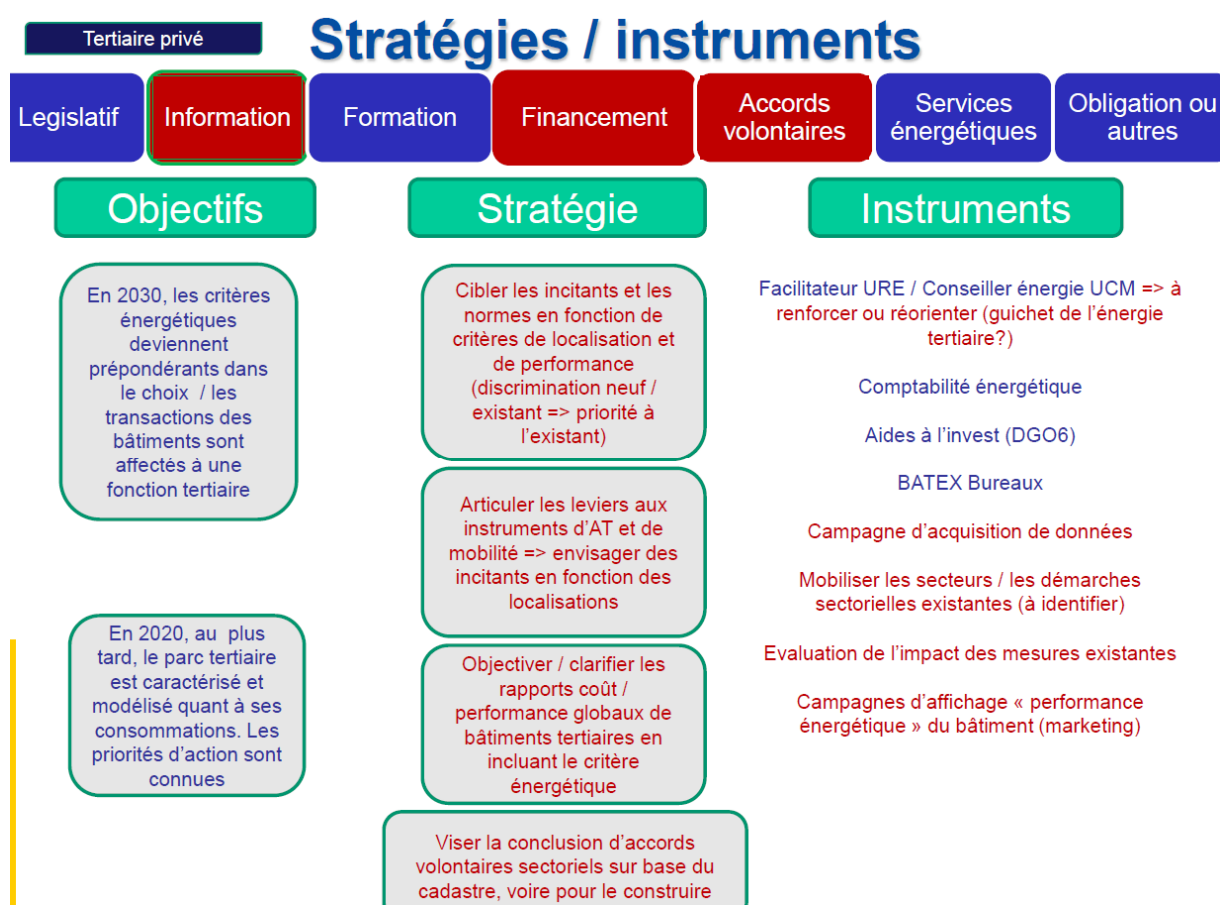 Tertiaire privé
Stratégies / instruments
Legislatif
Information
Formation
Financement
Accords
volontaires
Services
énergétiques
Obligation ou
autres
Objectifs
Stratégie
Instruments
En 2030, les critères
énergétiques
deviennent
prépondérants dans
le choix / les
transactions des
bâtiments sont
affectés à une
fonction tertiaire
En 2020, au plus
tard, le parc tertiaire
est caractérisé et
modélisé quant à ses
consommations. Les
priorités d'action sont
connues
Cibler les incitants et les
normes en fonction de
critères de localisation et
de performance
(discrimination neuf /
existant => priorité à
l'existant)
Articuler les leviers aux
instruments d'AT et de
mobilité => envisager des
incitants en fonction des
localisations
Objectiver / clarifier les
rapports coût /
performance globaux de
bâtiments tertiaires en
incluant le critère
énergétique
Viser la conclusion d'accords
volontaires sectoriels sur base du
cadastre, voire pour le construire
Facilitateur URE / Conseiller énergie UCM => à
renforcer ou réorienter (guichet de l'énergie
tertiaire?)
Comptabilité énergétique
Aides à l'invest (DGO6)
BATEX Bureaux
Campagne d'acquisition de données
Mobiliser les secteurs / les démarches
sectorielles existantes (à identifier)
Evaluation de l'impact des mesures existantes
Campagnes d'affichage « performance
énergétique » du bâtiment (marketing)